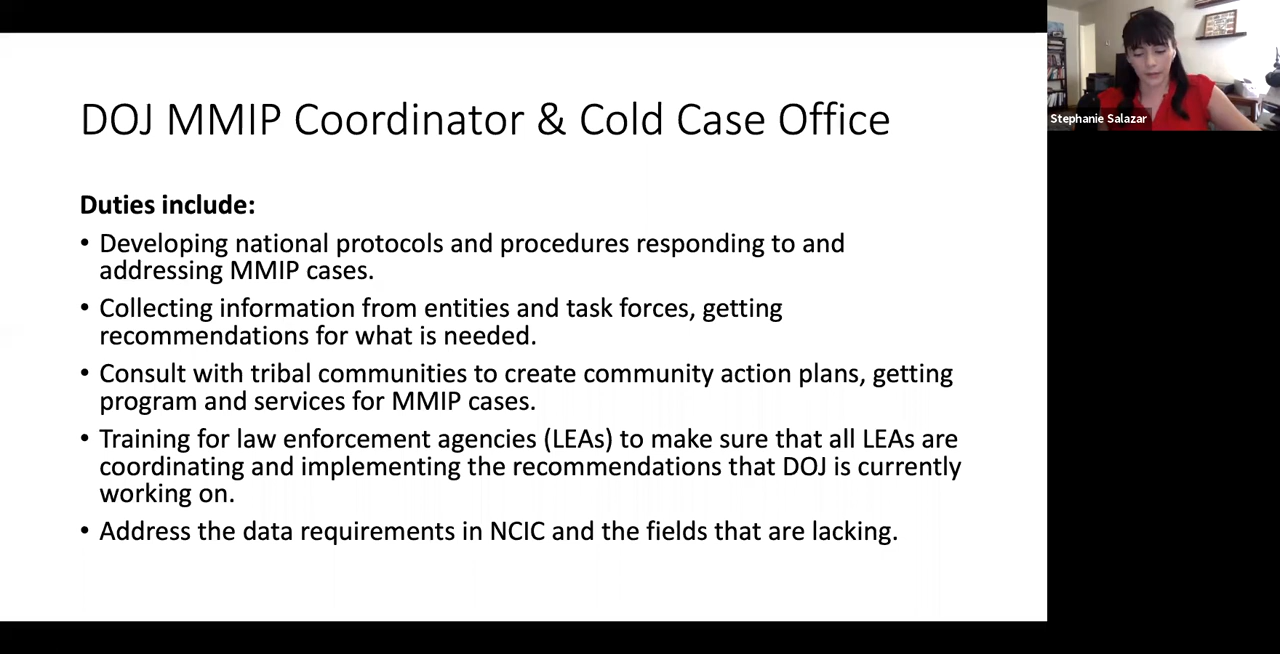 DOJ MMIP Coordinator & Cold Case Office
Duties include:
• Developing national protocols and procedures responding to and
addressing MMIP cases.
• Collecting information from entities and task forces, getting
recommendations for what is needed.
• Consult with tribal communities to create community action plans, getting
program and services for MMIP cases.
• Training for law enforcement agencies (LEAs) to make sure that all LEAs are
coordinating and implementing the recommendations that DOJ is currently
working on.
• Address the data requirements in NCIC and the fields that are lacking.
Stephanie Salazar